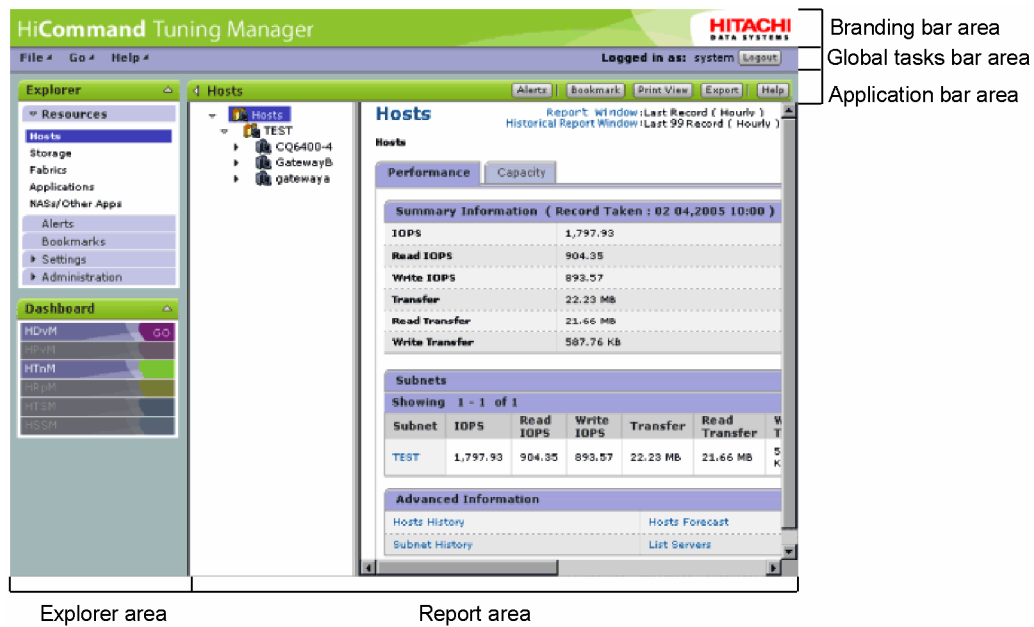 HiCommand Tuning Manager
HITACHI
DATA SYSTEMS
Branding bar area
File Go Help
Logged in as: system Logout
Global tasks bar area
Explorer
Hosts
Alerts Bookmark Print View Export Help
Application bar area
Resources
Hosts
Storage
Fabrics
Applications
NASs/Other Apps
Alerts
Bookmarks
Settings
Administration
Dashboard
HDvM GO
HPvM
HTnM
HRpM
HTSM
HSSM
Hosts
TEST
CQ6400-4
GatewayB
gatewaya
Hosts
Report Window:Last Record ( Hourly )
Historical Report Window:Last 99 Record ( Hourly )
Hosts
Performance Capacity
Summary Information ( Record Taken : 02 04,2005 10:00 )
IOPS 1,797.93
Read IOPS 904.35
Write IOPS 893.57
Transfer 22.23 MB
Read Transfer 21.66 MB
Write Transfer 587.76 KB
Subnets
Showing 1 - 1 of 1
Subnet IOPS Read IOPS Write IOPS Transfer Read Transfer
TEST 1,797.93 904.35 893.57 22.23 MB 21.66 MB
Advanced Information
Hosts History Hosts Forecast
Subnet History List Servers
Explorer area
Report area